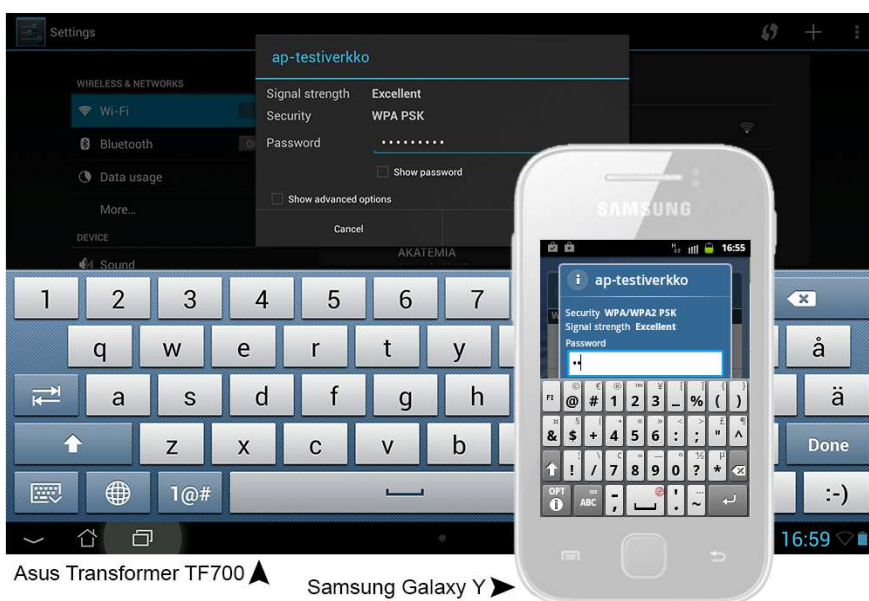 Settings
ap-testiverkko
Signal strength Excellent
Security WPA PSK
Password •••••••••
Show password
Show advanced options
Cancel
WIRELESS & NETWORKS
Wi-Fi
Bluetooth
Data usage
More...
DEVICE
Sound
AKATEMIA
1 2 3 4 5 6 7
q w e r t y å
a s d f g h ä
z x c v b Done
1@# :-)
16:59
SAMSUNG
16:55
ap-testiverkko
Security WPA/WPA2 PSK
Signal strength Excellent
Password
••
FI @ # 1 2 3 _ % ( )
& $ + 4 5 6 : ; " ^
! / 7 8 9 0 ? *
OPT ABC ; , ! . ~
Asus Transformer TF700
Samsung Galaxy Y